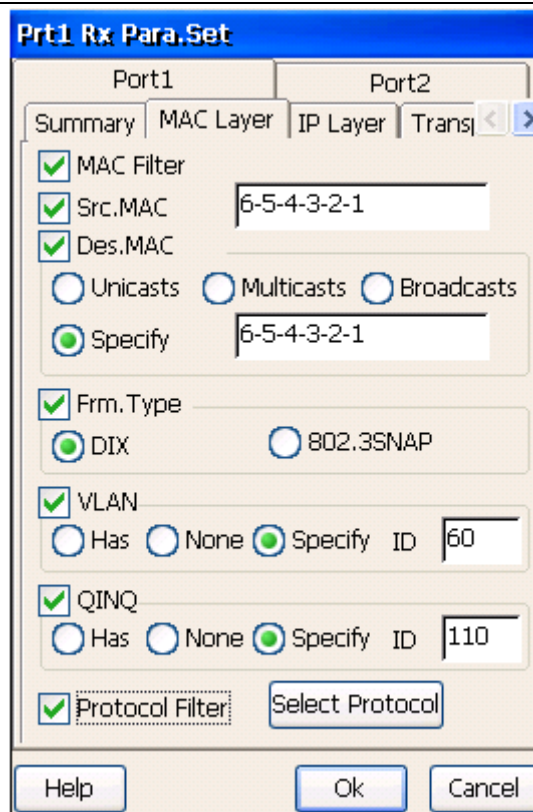 Prt1 Rx Para.Set
Port1 Port2
Summary MAC Layer IP Layer Transp
MAC Filter
Src.MAC 6-5-4-3-2-1
Des.MAC
Unicasts Multicasts Broadcasts
Specify 6-5-4-3-2-1
Frm.Type
DIX 802.3SNAP
VLAN
Has None Specify ID 60
QINQ
Has None Specify ID 110
Protocol Filter Select Protocol
Help Ok Cancel